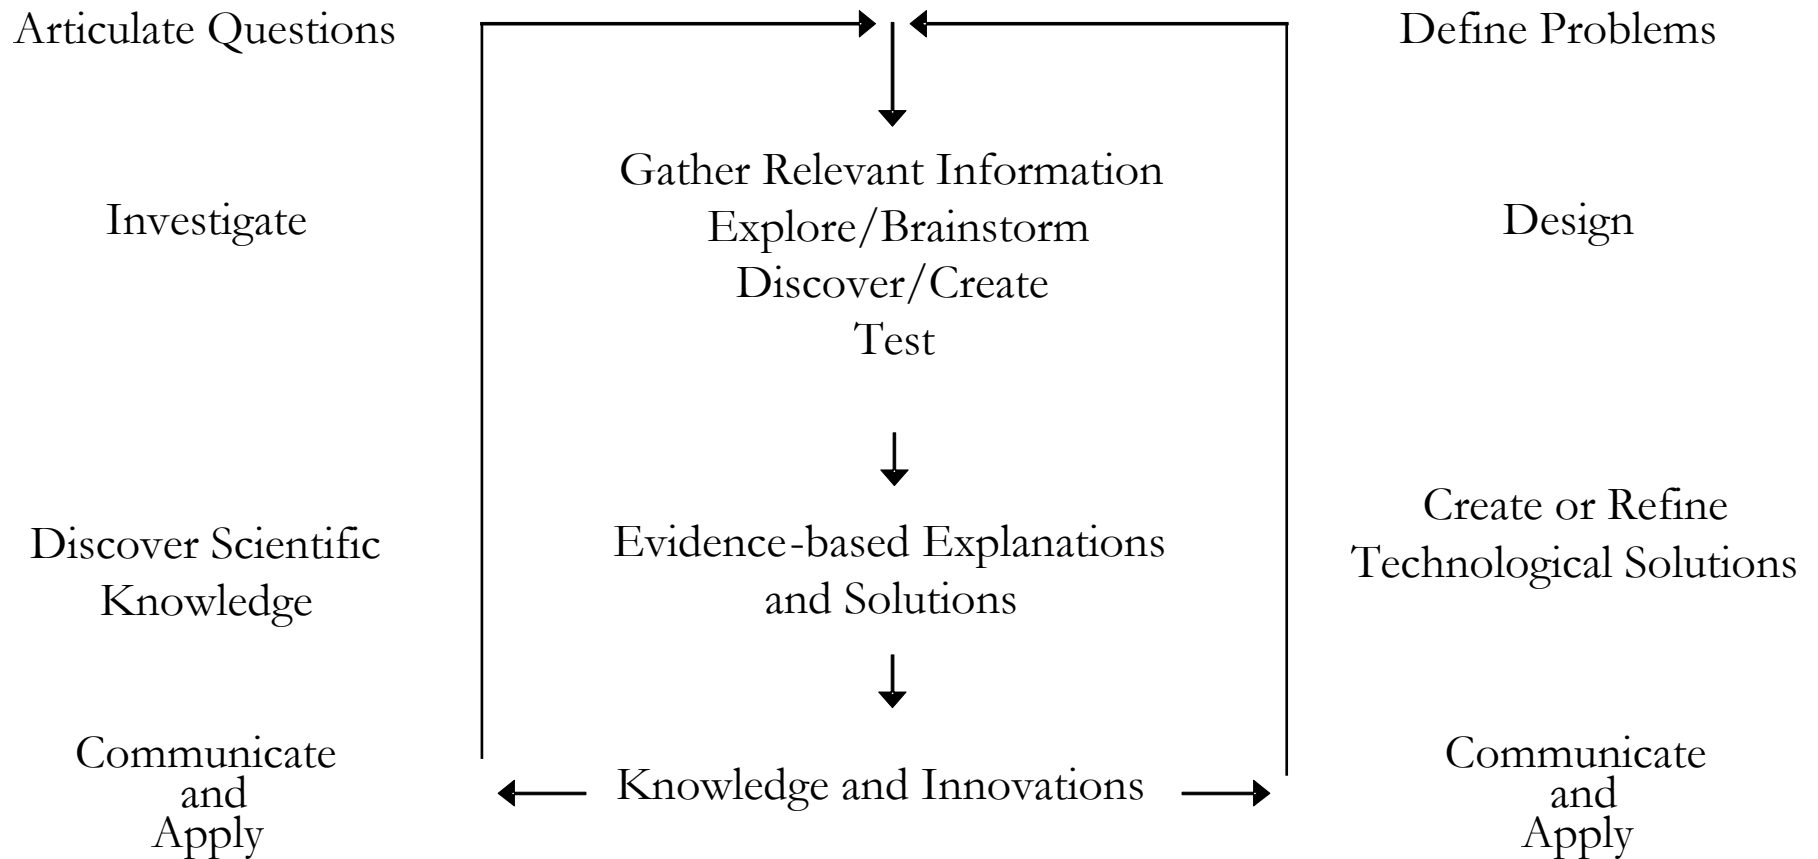 Articulate Questions
Define Problems
Gather Relevant Information
Investigate
Explore/Brainstorm
Design
Discover/Create
Test
Discover Scientific
Knowledge
Evidence-based Explanations
and Solutions
Create or Refine
Technological Solutions
Communicate
and
Apply
Knowledge and Innovations
Communicate
and
Apply